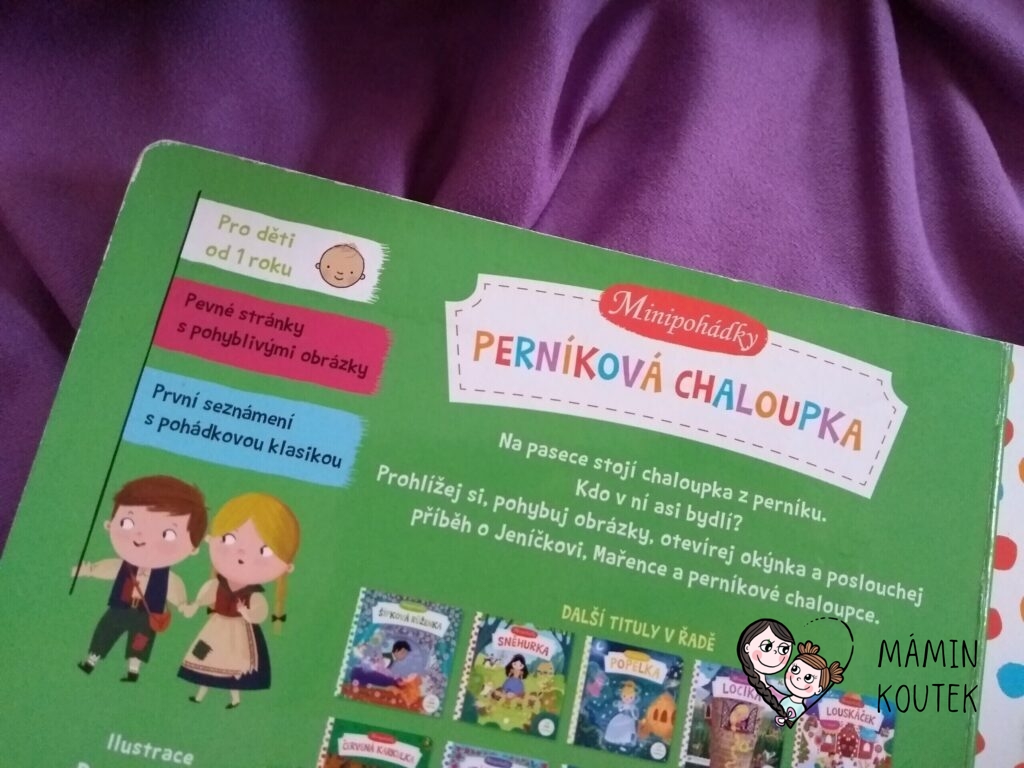 Pro děti
od 1 roku
Pevné stránky
s pohyblivými obrázky
První seznámení
s pohádkovou klasikou
Minipohádky
PERNÍKOVÁ CHALOUPKA
Na pasece stojí chaloupka z perníku.
Kdo v ní asi bydlí?
Prohlížej si, pohybuj obrázky, otevírej okýnka a poslouchej
příběh o Jeníčkovi, Mařence a perníkové chaloupce.
DALŠÍ TITULY V ŘADĚ
ŠÍPKOVÁ RŮŽENKA
SNĚHURKA
POPELKA
LOUSKÁČEK
ČERVENÁ KARKULKA
Ilustrace
MÁMIN
KOUTEK